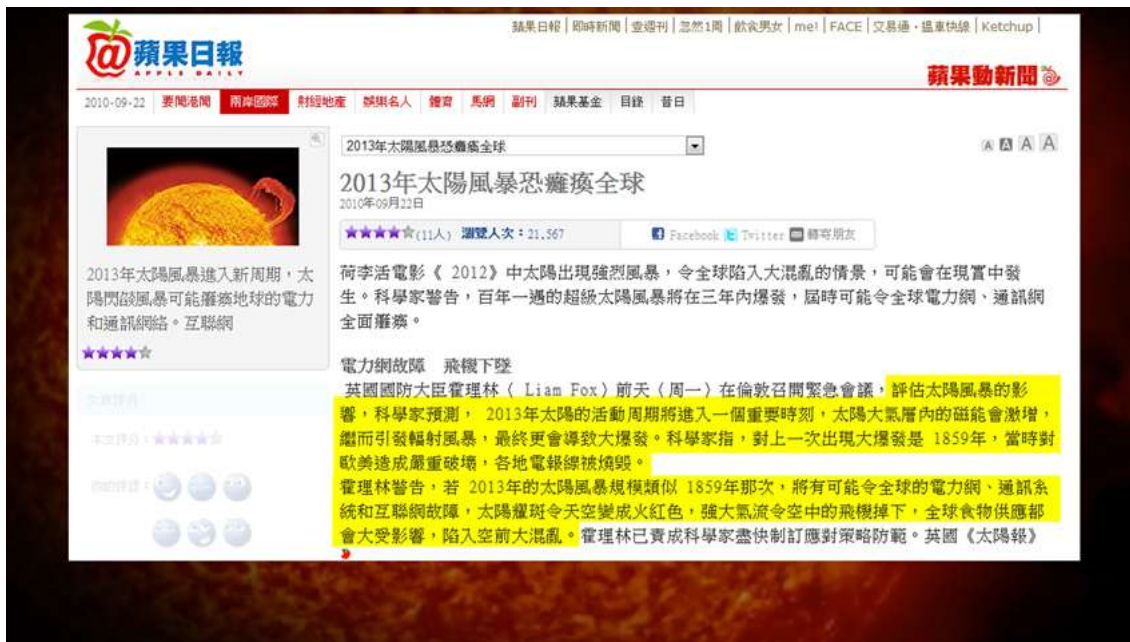 蘋果日報│即時新聞│壹週刊│忽然1周│飲食男女│me!│FACE│交易通・搵車快線│Ketchup│
蘋果日報
APPLE DAILY
蘋果動新聞
2010-09-22 要聞港聞 兩岸國際 財經地產 娛樂名人 體育 馬網 副刊 蘋果基金 目錄 昔日
2013年太陽風暴恐癱瘓全球
A A A A
2013年太陽風暴恐癱瘓全球
2010年09月22日
(11人) 瀏覽人次：21,567 Facebook Twitter 轉寄朋友
2013年太陽風暴進入新周期，太
陽閃燄風暴可能癱瘓地球的電力
和通訊網絡。互聯網
荷李活電影《 2012》中太陽出現強烈風暴，令全球陷入大混亂的情景，可能會在現實中發
生。科學家警告，百年一遇的超級太陽風暴將在三年內爆發，屆時可能令全球電力網、通訊網
全面癱瘓。
電力網故障 飛機下墜
英國國防大臣霍理林（ Liam Fox）前天（周一）在倫敦召開緊急會議，評估太陽風暴的影
響，科學家預測， 2013年太陽的活動周期將進入一個重要時刻，太陽大氣層內的磁能會激增，
繼而引發輻射風暴，最終更會導致大爆發。科學家指，對上一次出現大爆發是 1859年，當時對
歐美造成嚴重破壞，各地電報線被燒毀。
霍理林警告，若 2013年的太陽風暴規模類似 1859年那次，將有可能令全球的電力網、通訊系
統和互聯網故障，太陽耀斑令天空變成火紅色，強大氣流令空中的飛機掉下，全球食物供應都
會大受影響，陷入空前大混亂。霍理林已責成科學家盡快制訂應對策略防範。英國《太陽報》